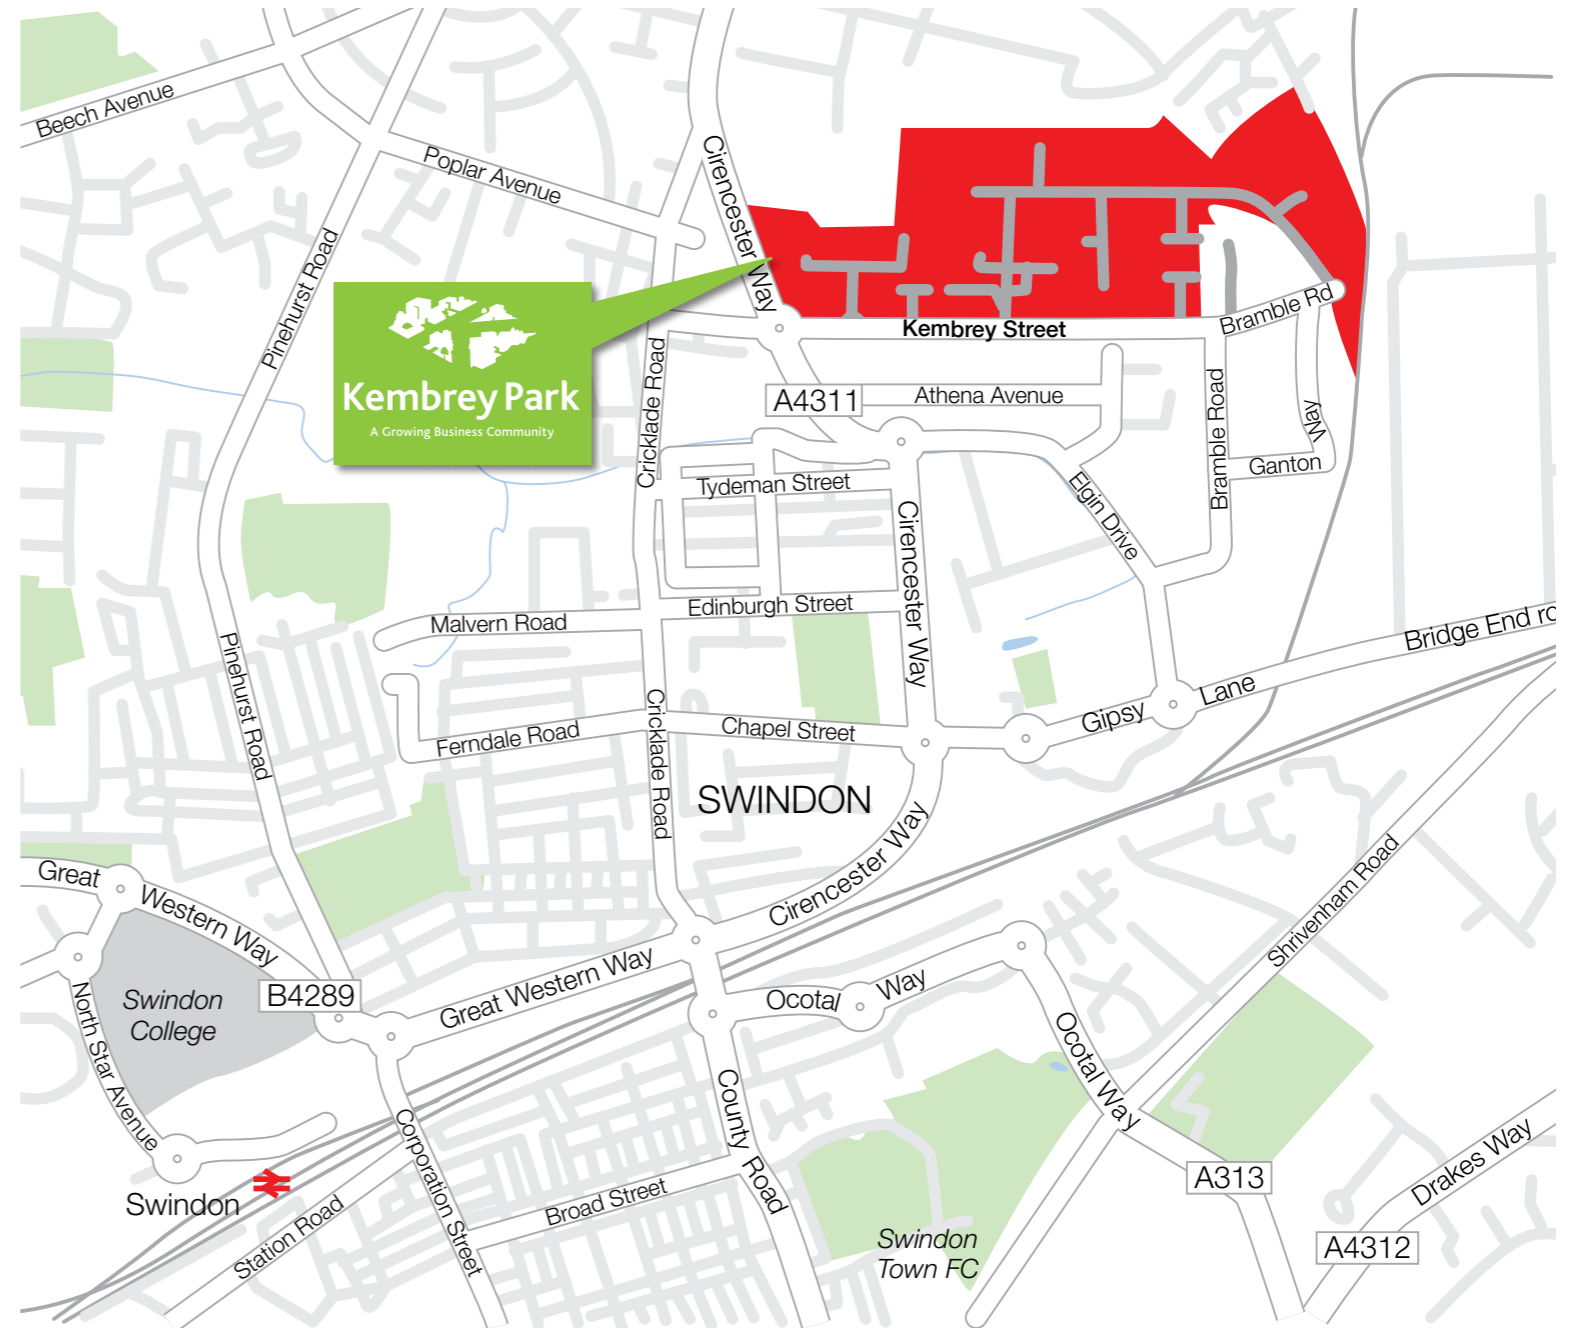 Beech Avenue
Poplar Avenue
Cirencester Way
Pinehurst Road
Kembrey Park
A Growing Business Community
Cricklade Road
Kembrey Street
Bramble Rd
A4311
Athena Avenue
Bramble Road
Way
Ganton
Tydeman Street
Elgin Drive
Cirencester Way
Edinburgh Street
Malvern Road
Bridge End ro
Pinehurst Road
Cricklade Road
Gipsy
Lane
Ferndale Road
Chapel Street
SWINDON
Cirencester Way
Shrivenham Road
Great
Western Way
B4289
Swindon
College
North Star Avenue
Great Western Way
Ocotal
Way
Ocotal Way
County Road
Corporation Street
Swindon
Station Road
Broad Street
A313
Drakes Way
A4312
Swindon
Town FC